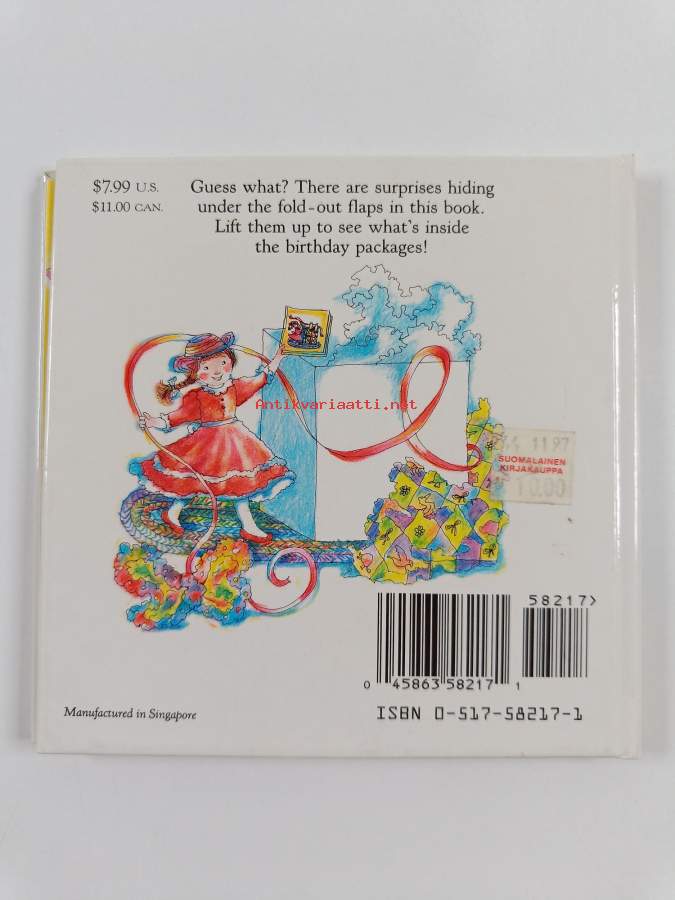 $7.99 U.S.
$11.00 CAN.
Guess what? There are surprises hiding
under the fold-out flaps in this book.
Lift them up to see what's inside
the birthday packages!
Antikvariaatti.net
11.97
SUOMALAINEN
KIRJAKAUPPA
10.00
58217>
0 45863 58217 1
Manufactured in Singapore
ISBN 0-517-58217-1